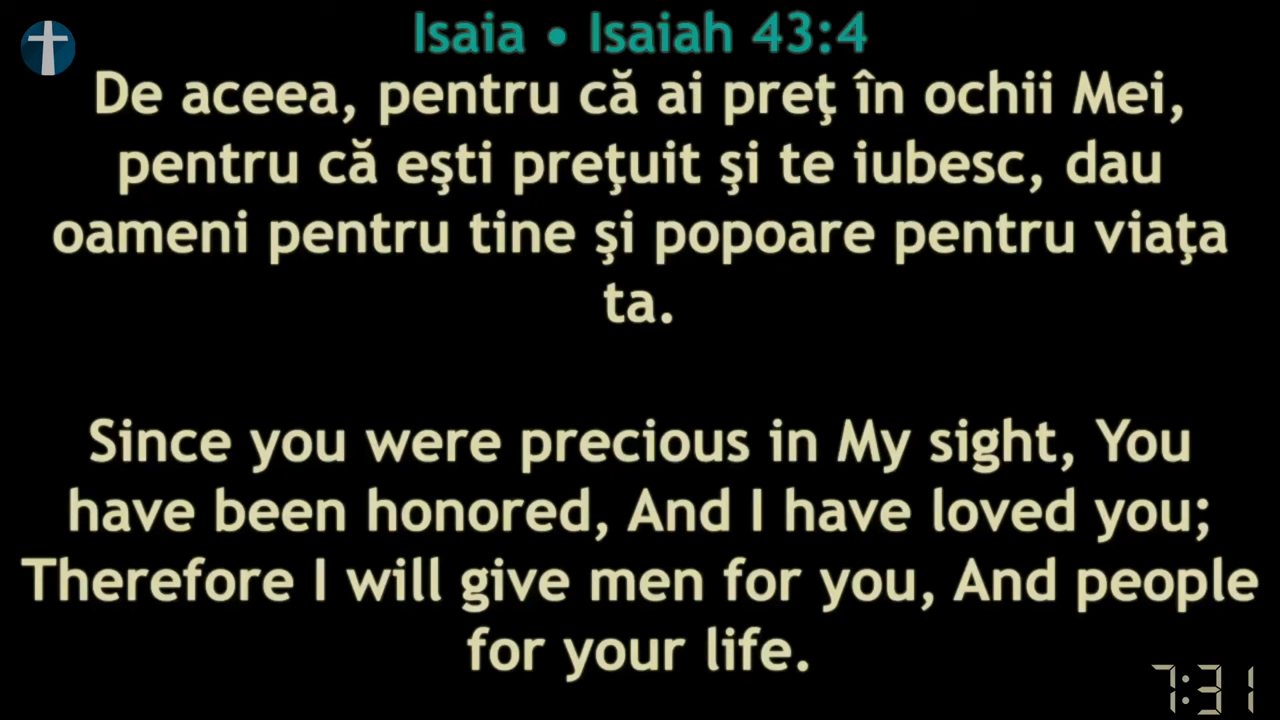 Isaia • Isaiah 43:4
De aceea, pentru că ai preţ în ochii Mei,
pentru că eşti preţuit şi te iubesc, dau
oameni pentru tine şi popoare pentru viaţa
ta.
Since you were precious in My sight, You
have been honored, And I have loved you;
Therefore I will give men for you, And people
for your life.
7:31